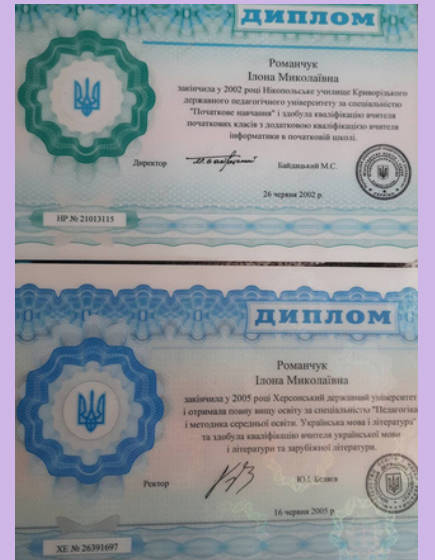 ДИПЛОМ
Романчук
Ілона Миколаївна
закінчила у 2002 році Нікопольське училище Криворізького
державного педагогічного університету за спеціальністю
"Початкове навчання" і здобула кваліфікацію вчителя
початкових класів з додатковою кваліфікацією вчителя
інформатики в початковій школі.
Директор
Байдацький М.С.
26 червня 2002 р.
НР № 21013115
ДИПЛОМ
Романчук
Ілона Миколаївна
закінчила у 2005 році Херсонський державний університет
і отримала повну вищу освіту за спеціальністю "Педагогіка
і методика середньої освіти. Українська мова і література"
та здобула кваліфікацію вчителя української мови
і літератури та зарубіжної літератури.
Ректор
Ю.І. Бєляєв
16 червня 2005 р.
ХЕ № 26391697